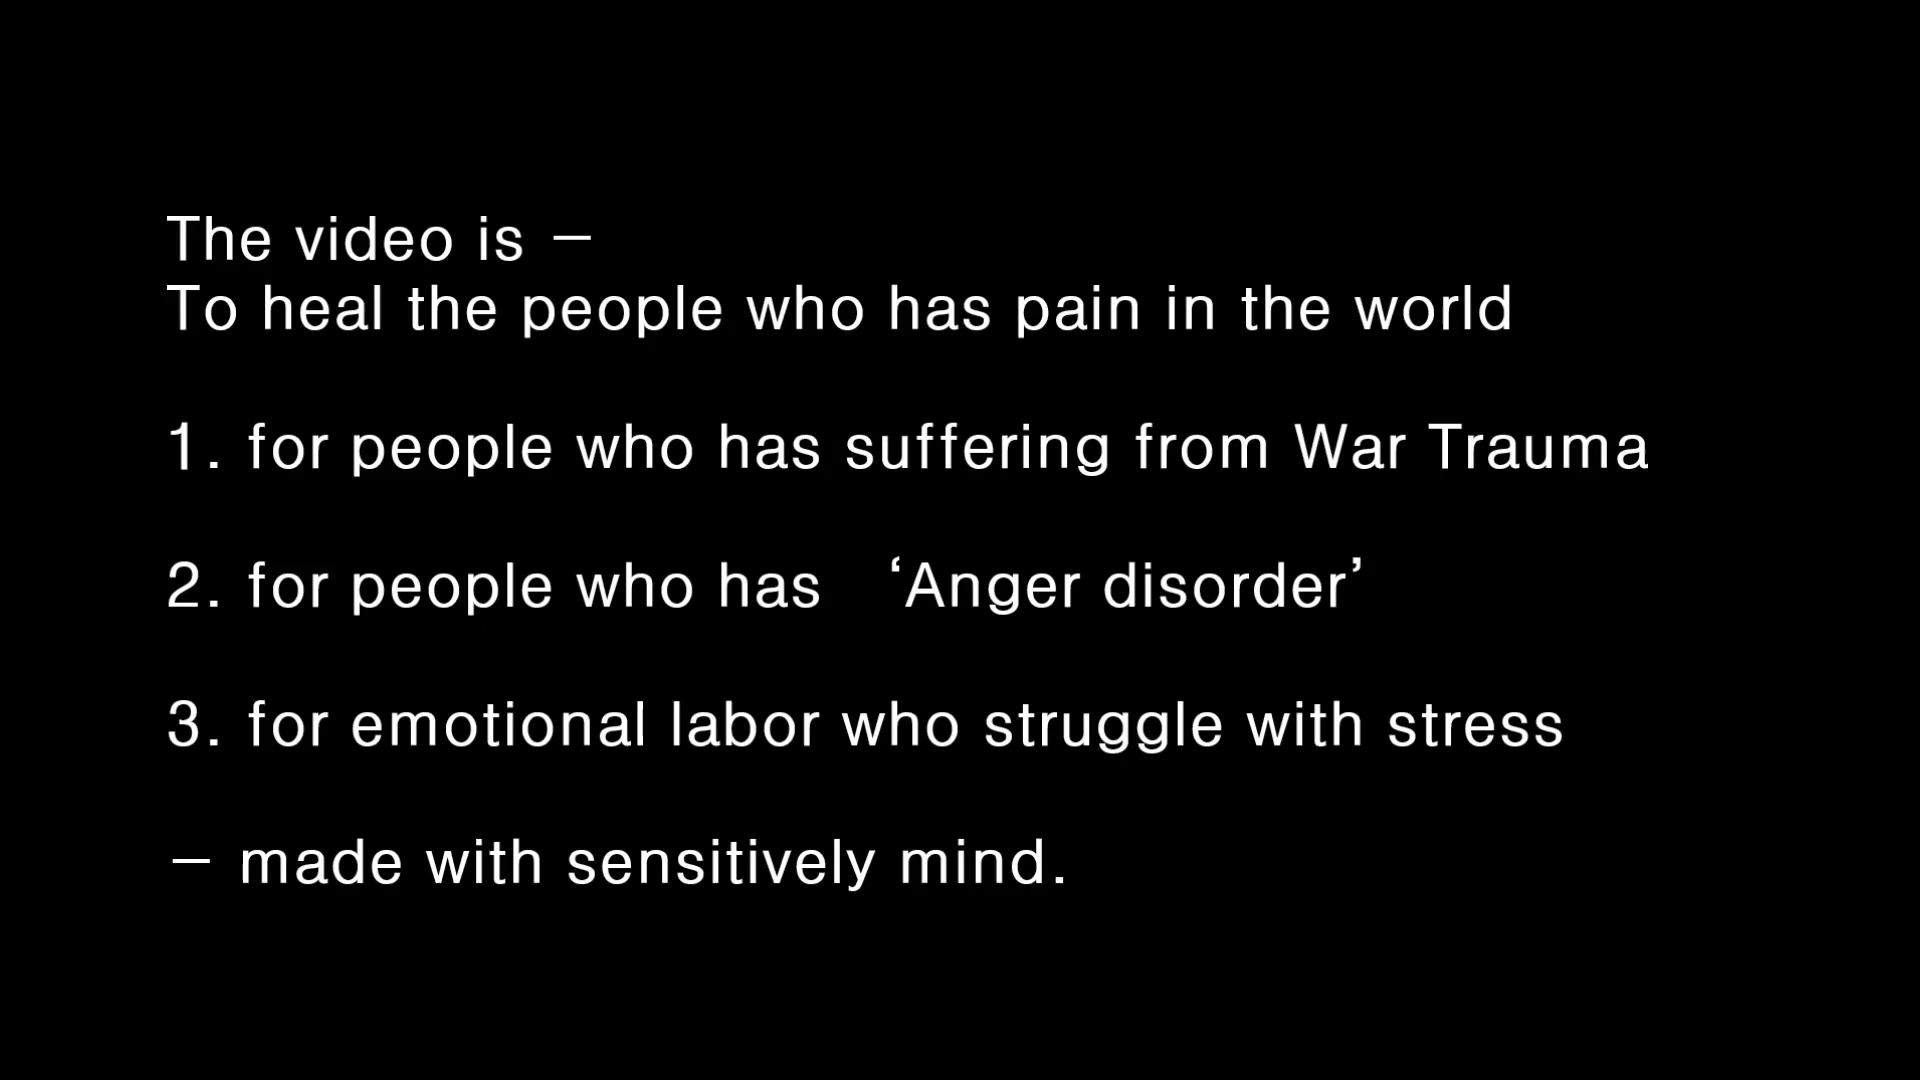 The video is –
To heal the people who has pain in the world
1. for people who has suffering from War Trauma
2. for people who has ‘Anger disorder’
3. for emotional labor who struggle with stress
– made with sensitively mind.